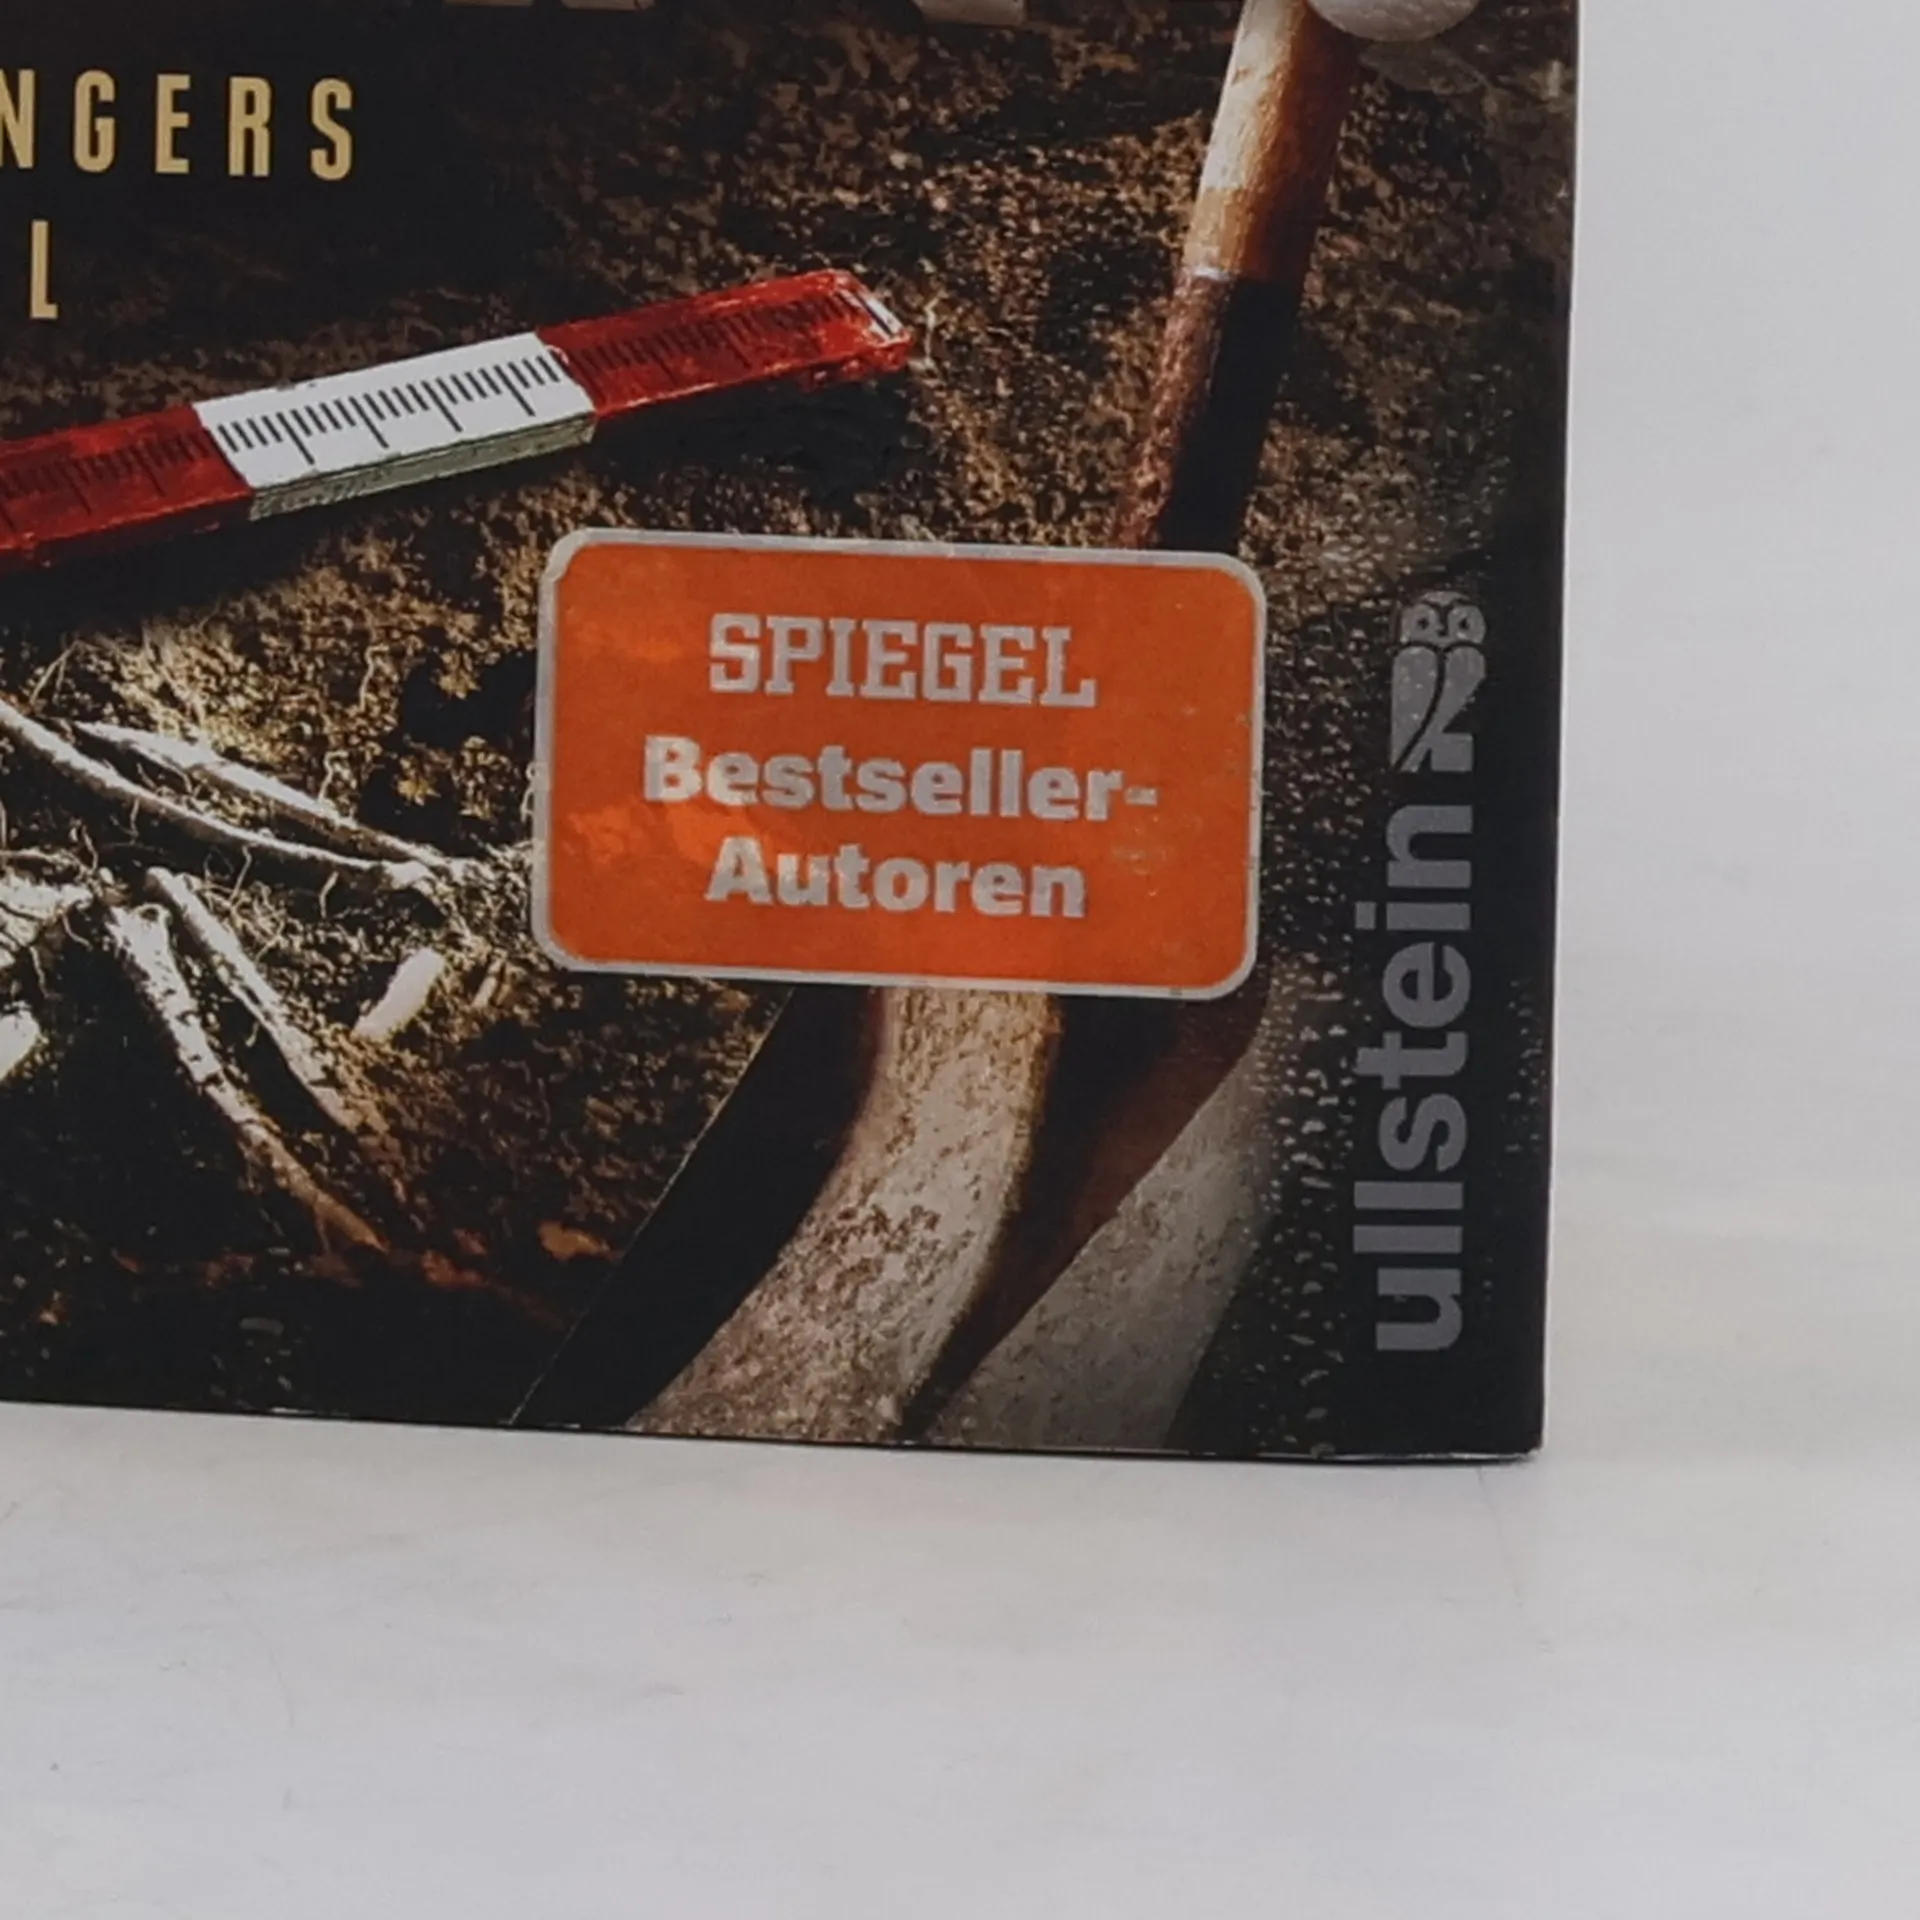 NGERS
L
SPIEGEL
Bestseller-
Autoren
ullstein